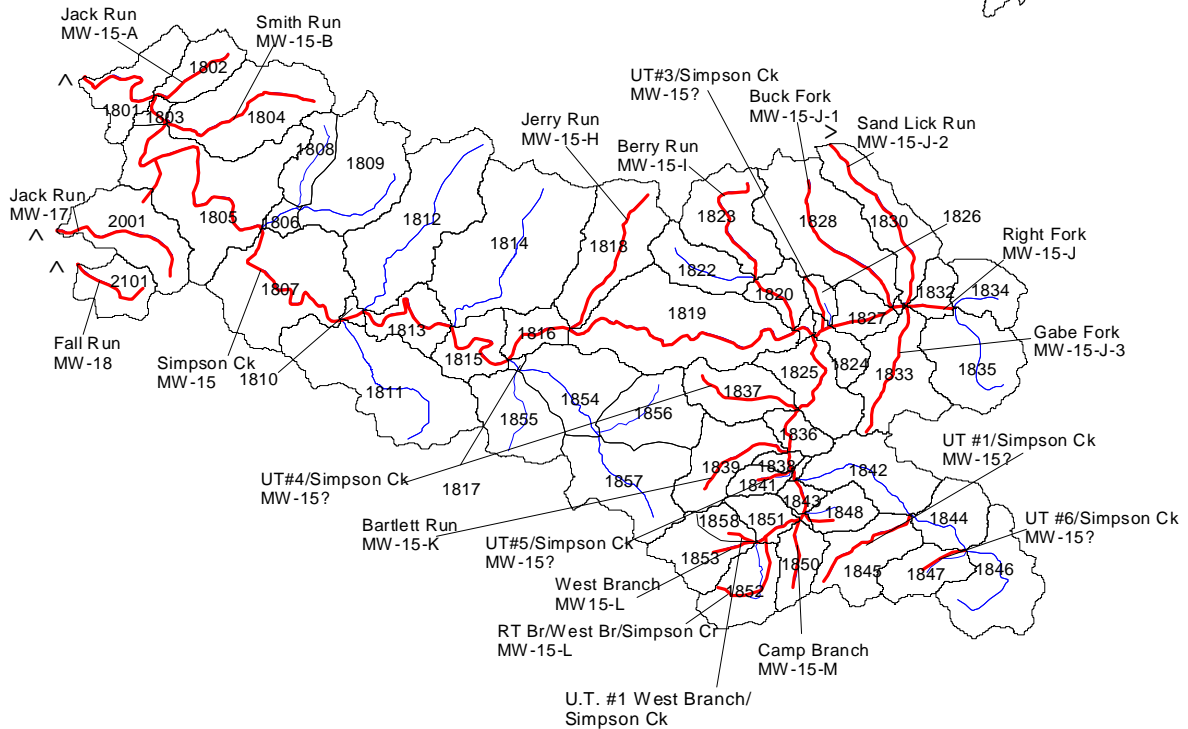 Jack Run
MW-15-A
Smith Run
MW-15-B
UT#3/Simpson Ck
MW-15?
Buck Fork
MW-15-J-1
Sand Lick Run
MW-15-J-2
Jerry Run
MW-15-H
Berry Run
MW-15-I
1802
1801
1803
1804
1808
1809
Jack Run
MW-17
2001
1805
1806
1812
1814
1818
1823
1828
1830
1826
Right Fork
MW-15-J
2101
1807
1822
1820
1819
1832
1834
1827
1813
1816
1815
Fall Run
MW-18
Simpson Ck
MW-15
1810
1811
1825
1824
1833
1835
Gabe Fork
MW-15-J-3
1837
1854
1855
1856
1836
UT #1/Simpson Ck
MW-15?
UT#4/Simpson Ck
MW-15?
1817
1857
1839
1838
1841
1842
1843
1848
1844
UT #6/Simpson Ck
MW-15?
Bartlett Run
MW-15-K
1858
1851
UT#5/Simpson Ck
MW-15?
1853
1850
1845
1847
1846
1852
West Branch
MW15-L
RT Br/West Br/Simpson Cr
MW-15-L
Camp Branch
MW-15-M
U.T. #1 West Branch/
Simpson Ck